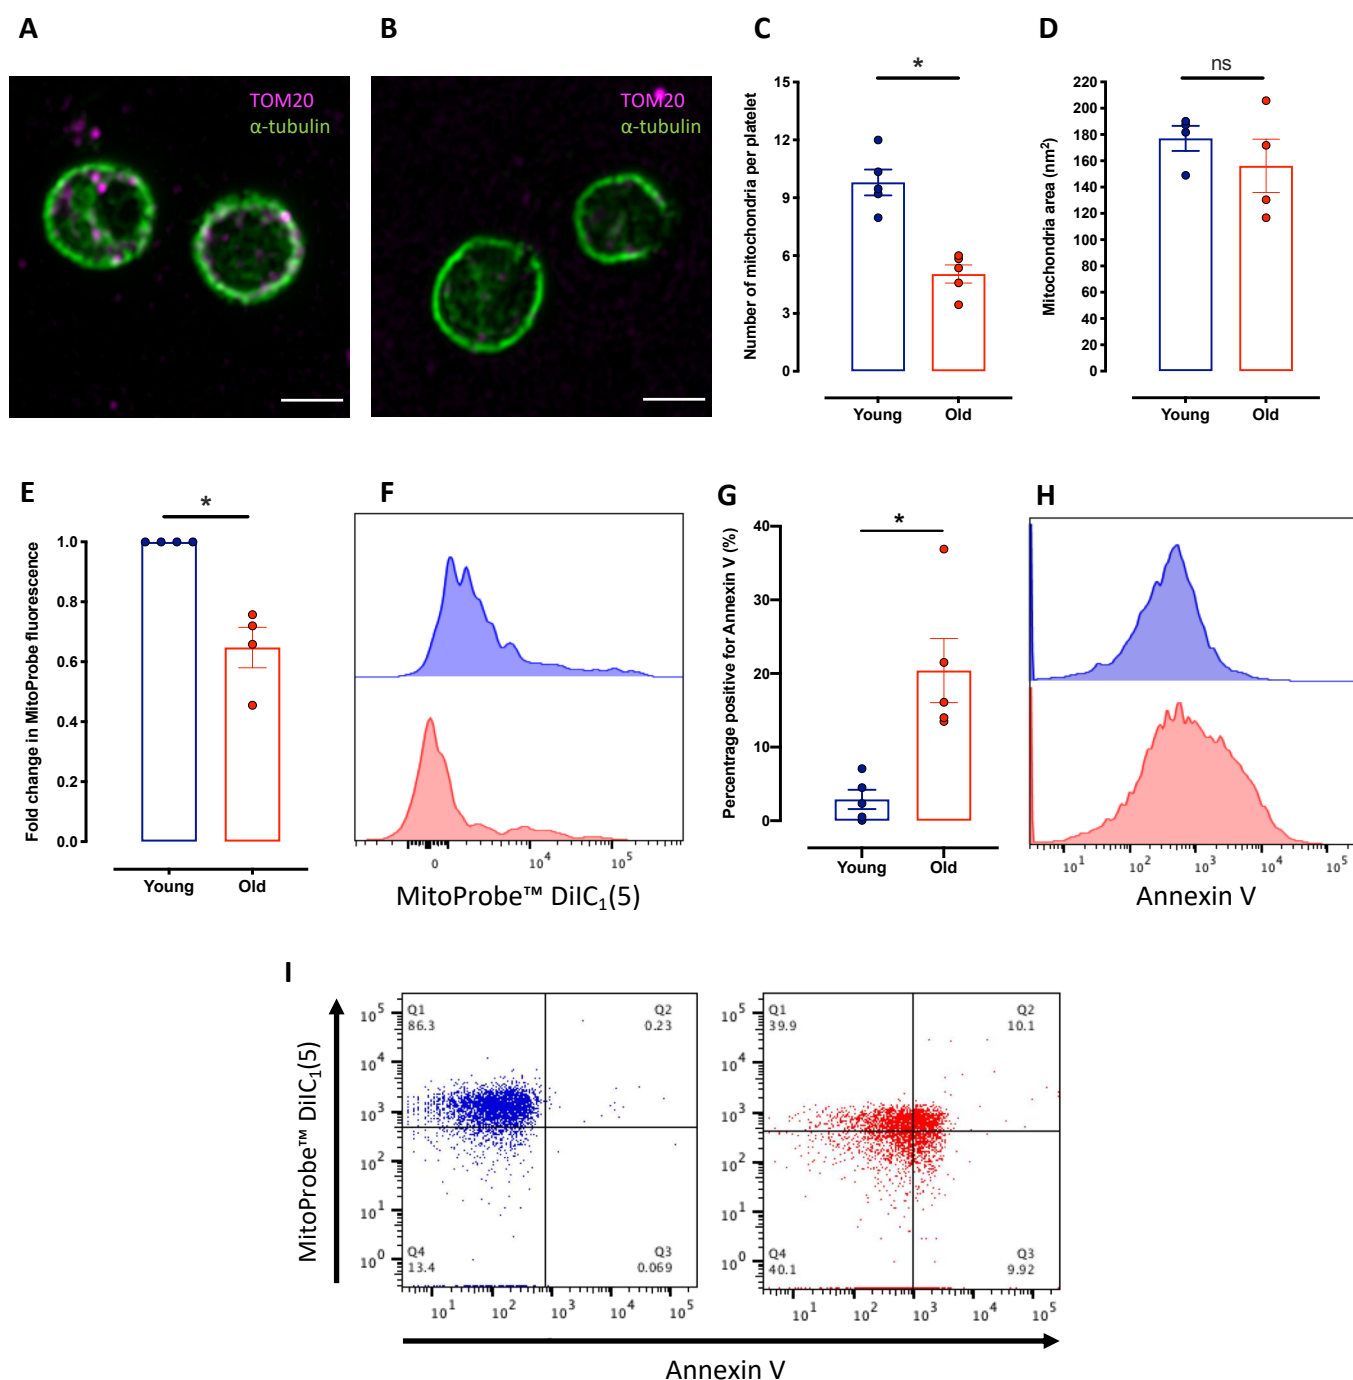 A
TOM20
α-tubulin
B
TOM20
α-tubulin
C
*
Number of mitochondria per platelet
15
12
9
6
3
0
Young Old
D
ns
Mitochondria area (nm²)
220
200
180
160
140
120
100
80
60
40
20
0
Young Old
E
*
Fold change in MitoProbe fluorescence
1.0
0.8
0.6
0.4
0.2
0.0
Young Old
F
0 10⁴ 10⁵
MitoProbe™ DiIC₁(5)
G
*
Percentage positive for Annexin V (%)
40
30
20
10
0
Young Old
H
10¹ 10² 10³ 10⁴ 10⁵
Annexin V
I
MitoProbe™ DiIC₁(5)
10⁵
10⁴
10³
10²
10¹
10⁰
Q1
86.3
Q2
0.23
Q4
13.4
Q3
0.069
10¹ 10² 10³ 10⁴ 10⁵
10⁵
10⁴
10³
10²
10¹
10⁰
Q1
39.9
Q2
10.1
Q4
40.1
Q3
9.92
10¹ 10² 10³ 10⁴ 10⁵
Annexin V